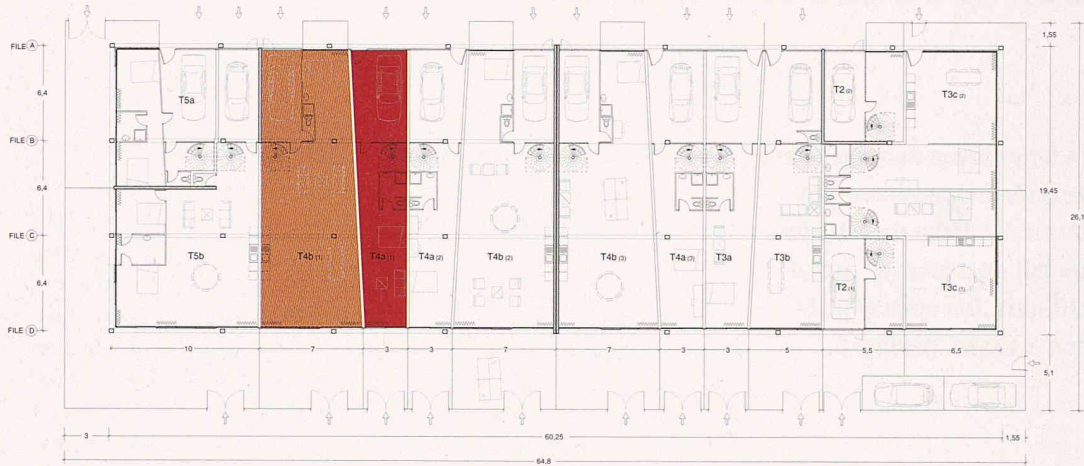 1,55
FILE A
6,4
T5a
T2 (2)
T3c (2)
FILE B
6,4
19,45
26,1
FILE C
6,4
T5b
T4b (1)
T4a (1)
T4a (2)
T4b (2)
T4b (3)
T4a (3)
T3a
T3b
T2 (1)
T3c (1)
FILE D
10
7
3
3
7
7
3
3
5
5,5
6,5
5,1
3
60,25
1,55
64,8